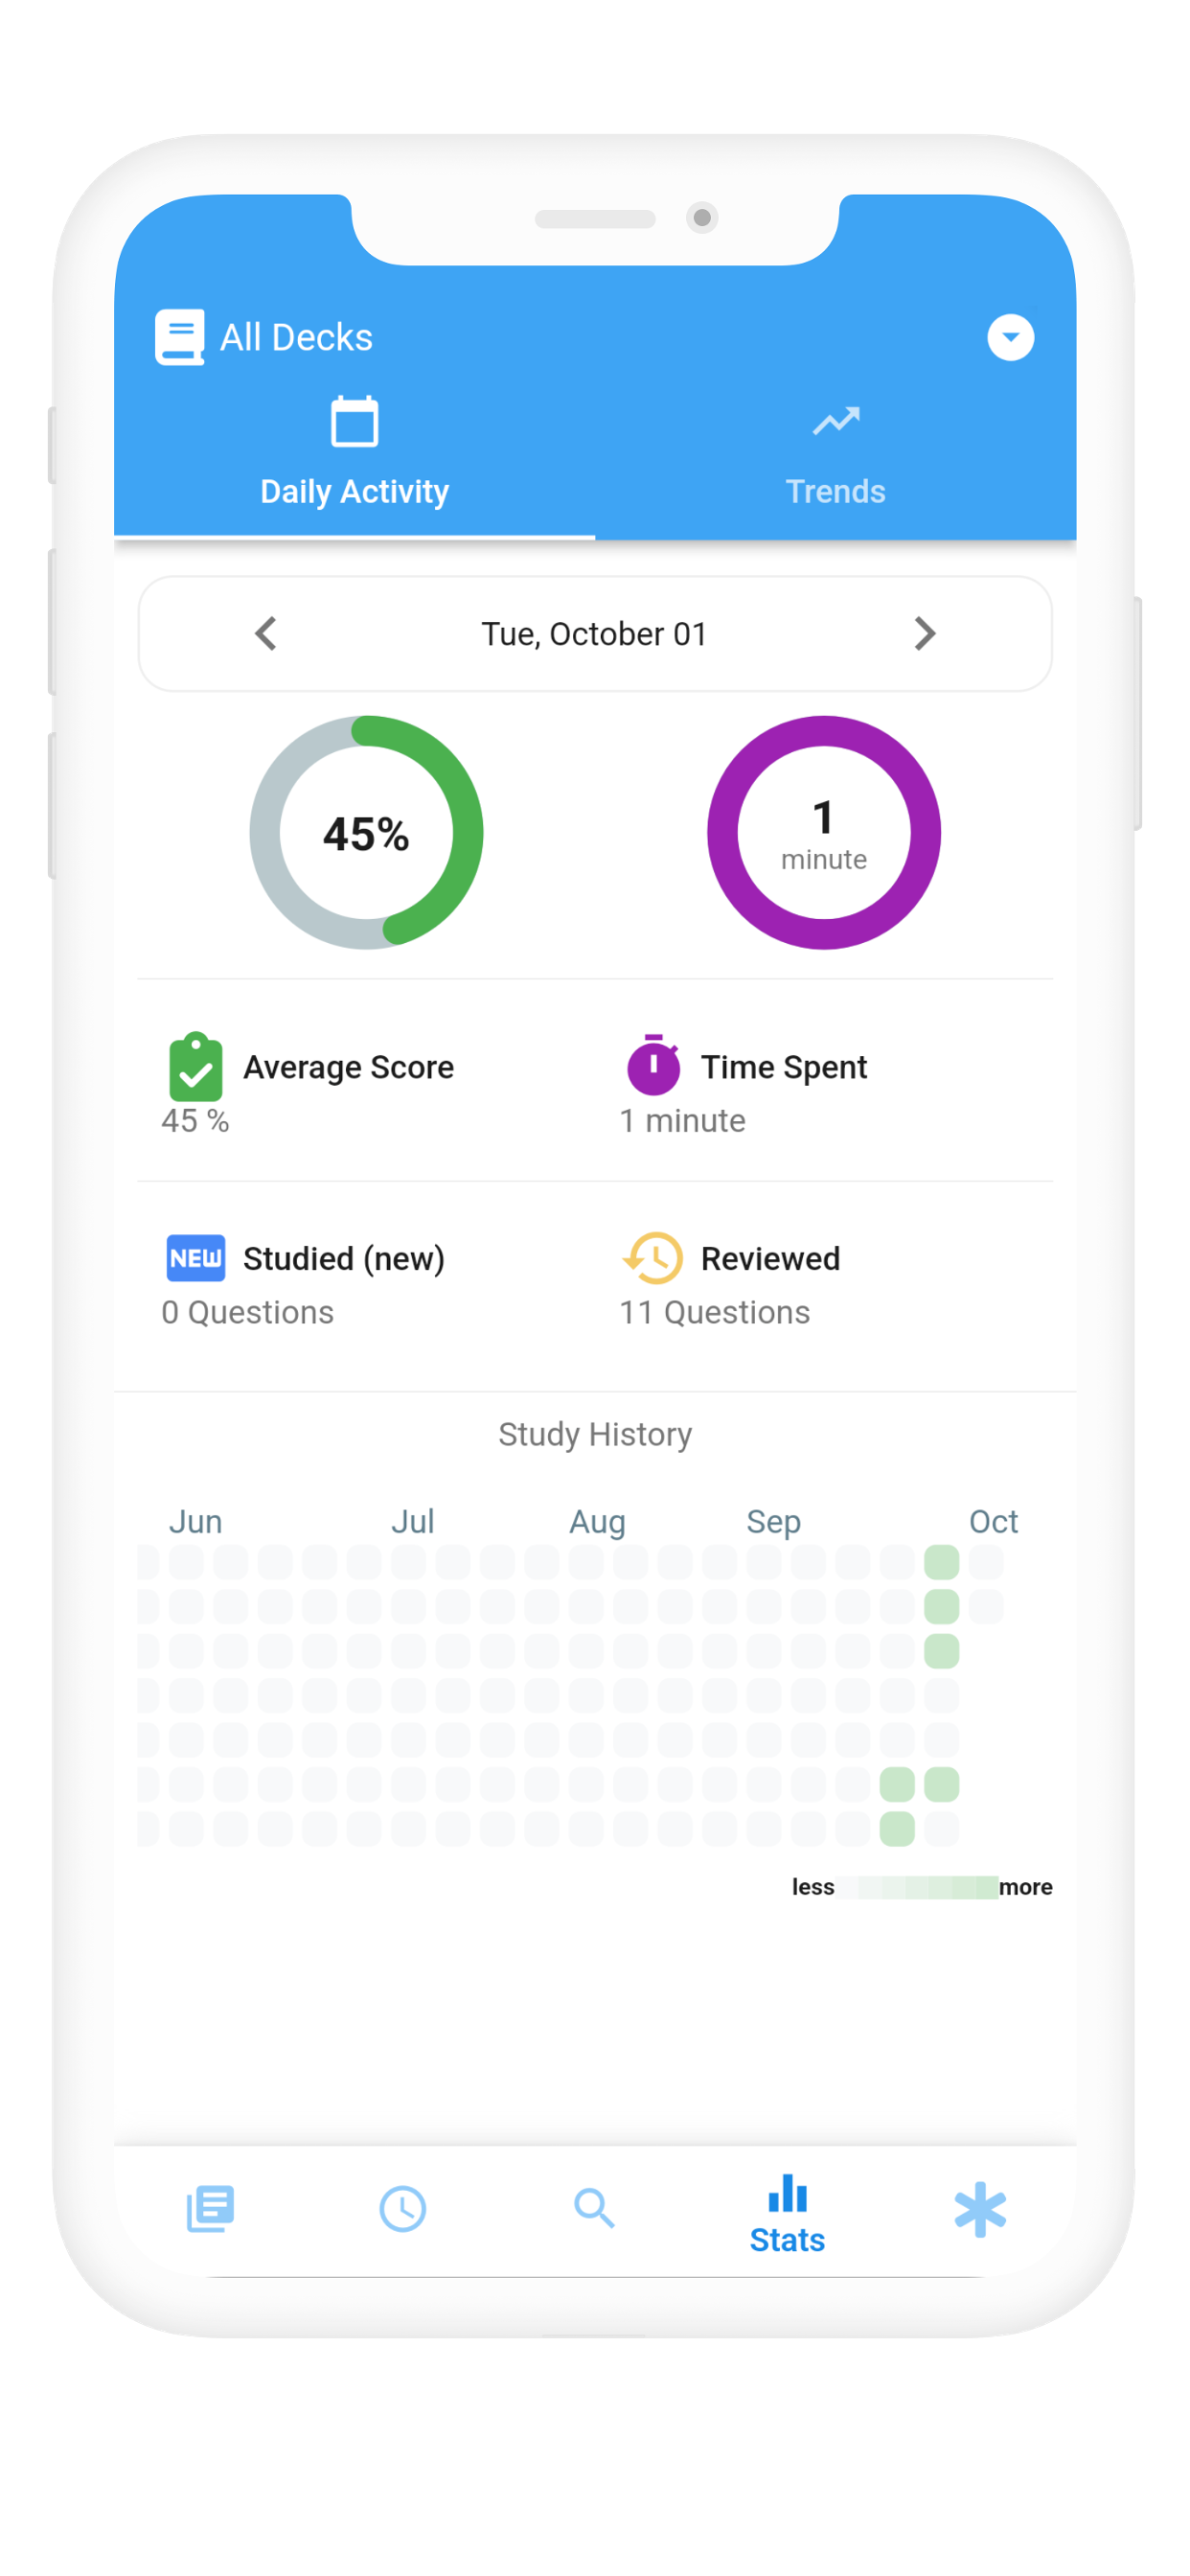 All Decks
Daily Activity
Trends
Tue, October 01
45%
1
minute
Average Score
45 %
Time Spent
1 minute
NEW
Studied (new)
0 Questions
Reviewed
11 Questions
Study History
Jun Jul Aug Sep Oct
less more
Stats